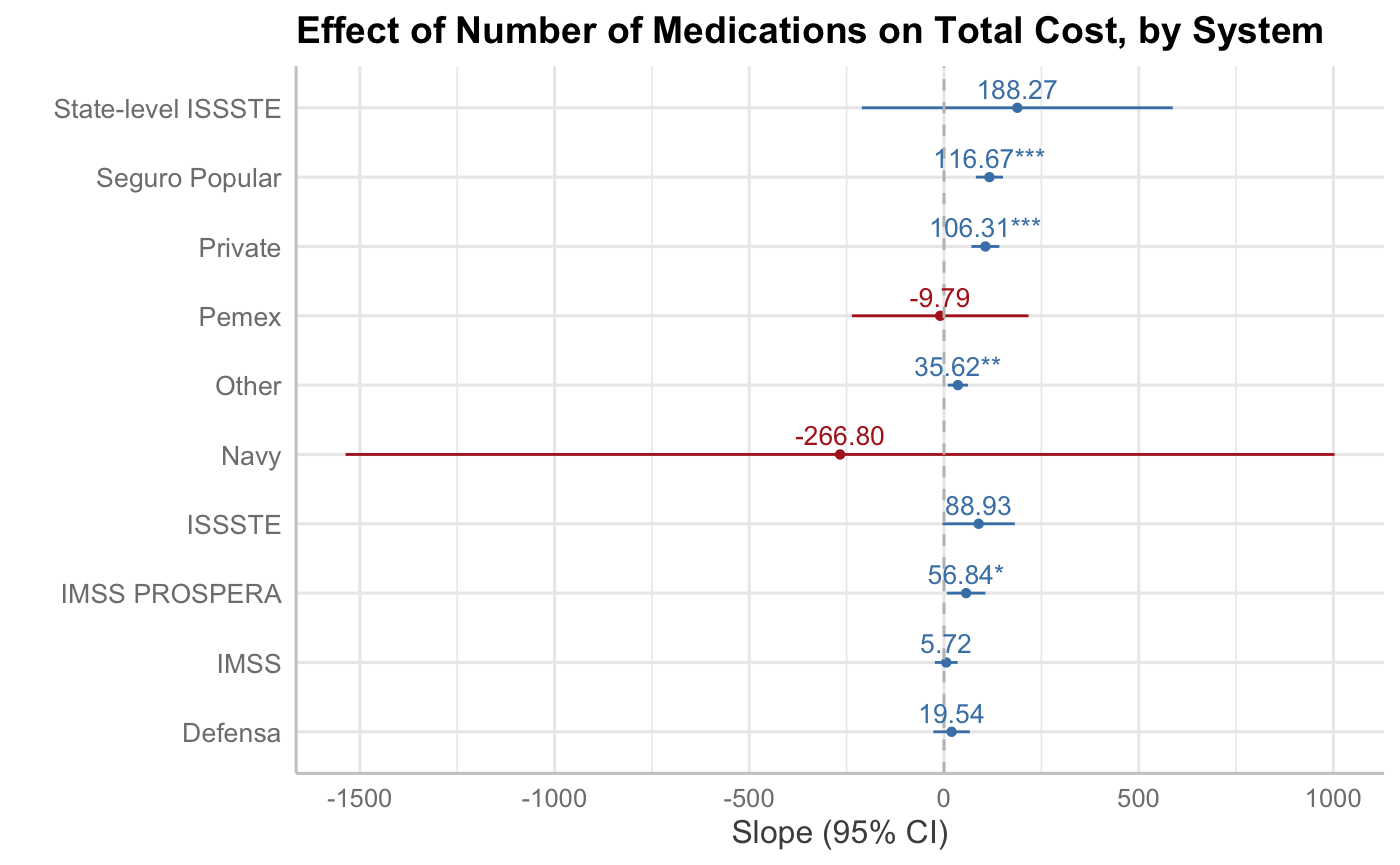 Effect of Number of Medications on Total Cost, by System
State-level ISSSTE
188.27
Seguro Popular
116.67***
Private
106.31***
Pemex
-9.79
Other
35.62**
Navy
-266.80
ISSSTE
88.93
IMSS PROSPERA
56.84*
IMSS
5.72
Defensa
19.54
-1500 -1000 -500 0 500 1000
Slope (95% CI)